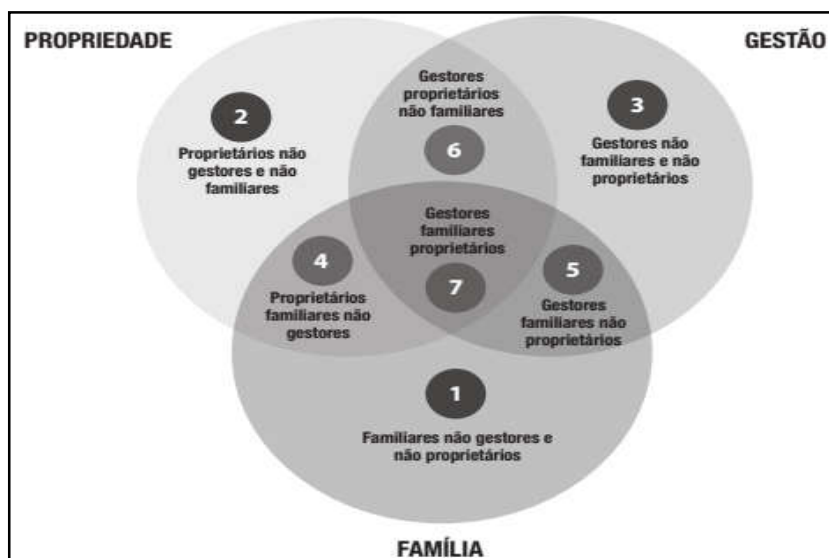 PROPRIEDADE
GESTÃO
Gestores
proprietários
não familiares
6
2
Proprietários não
gestores e não
familiares
3
Gestores não
familiares e não
proprietários
Gestores
familiares
proprietários
7
4
Proprietários
familiares não
gestores
5
Gestores
familiares não
proprietários
1
Familiares não gestores e
não proprietários
FAMÍLIA